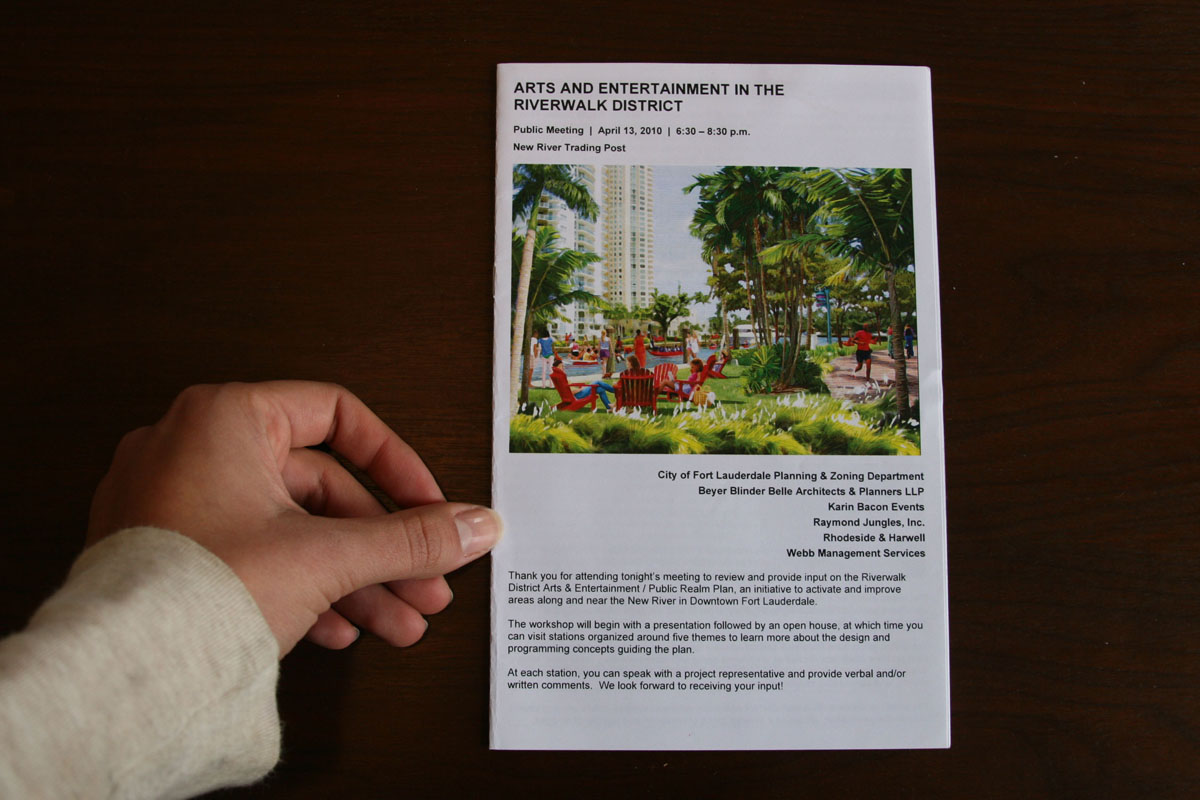 ARTS AND ENTERTAINMENT IN THE
RIVERWALK DISTRICT
Public Meeting | April 13, 2010 | 6:30 – 8:30 p.m.
New River Trading Post
City of Fort Lauderdale Planning & Zoning Department
Beyer Blinder Belle Architects & Planners LLP
Karin Bacon Events
Raymond Jungles, Inc.
Rhodeside & Harwell
Webb Management Services
Thank you for attending tonight's meeting to review and provide input on the Riverwalk
District Arts & Entertainment / Public Realm Plan, an initiative to activate and improve
areas along and near the New River in Downtown Fort Lauderdale.
The workshop will begin with a presentation followed by an open house, at which time you
can visit stations organized around five themes to learn more about the design and
programming concepts guiding the plan.
At each station, you can speak with a project representative and provide verbal and/or
written comments.  We look forward to receiving your input!